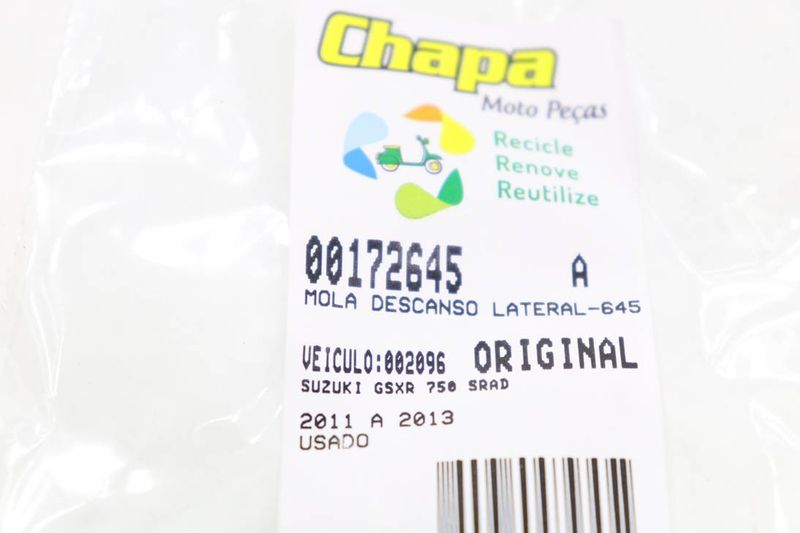 Chapa
Moto Peças
Recicle
Renove
Reutilize
00172645 A
MOLA DESCANSO LATERAL-645
VEICULO:002096 ORIGINAL
SUZUKI GSXR 750 SRAD
2011 A 2013
USADO